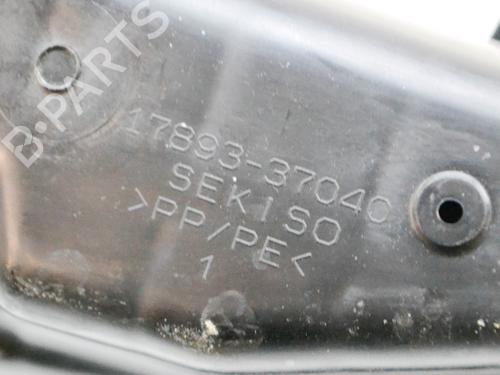 B-PARTS
17893-37040
SEKISO
>PP/PE<
1